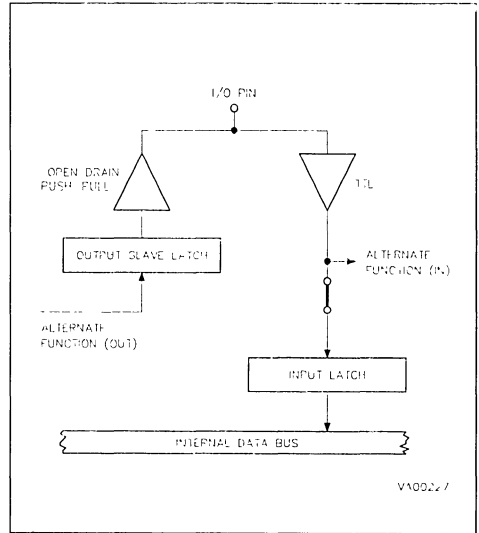 I/O PIN
OPEN DRAIN
PUSH PULL
TTL
OUTPUT SLAVE LATCH
ALTERNATE
FUNCTION (IN)
ALTERNATE
FUNCTION (OUT)
INPUT LATCH
INTERNAL DATA BUS
VA00227